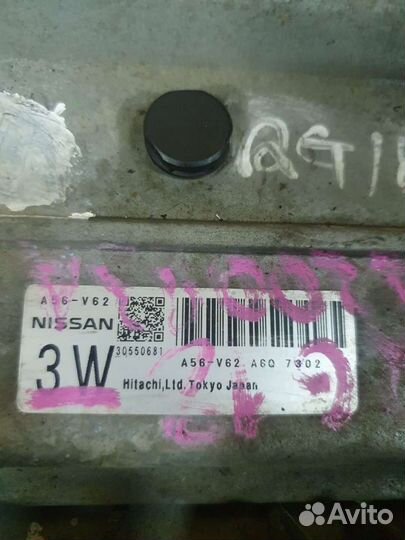 QG18
A56-V62
NISSAN
30550681
A56-V62 A6Q 7302
3W
Hitachi,Ltd.Tokyo Japan
Avito